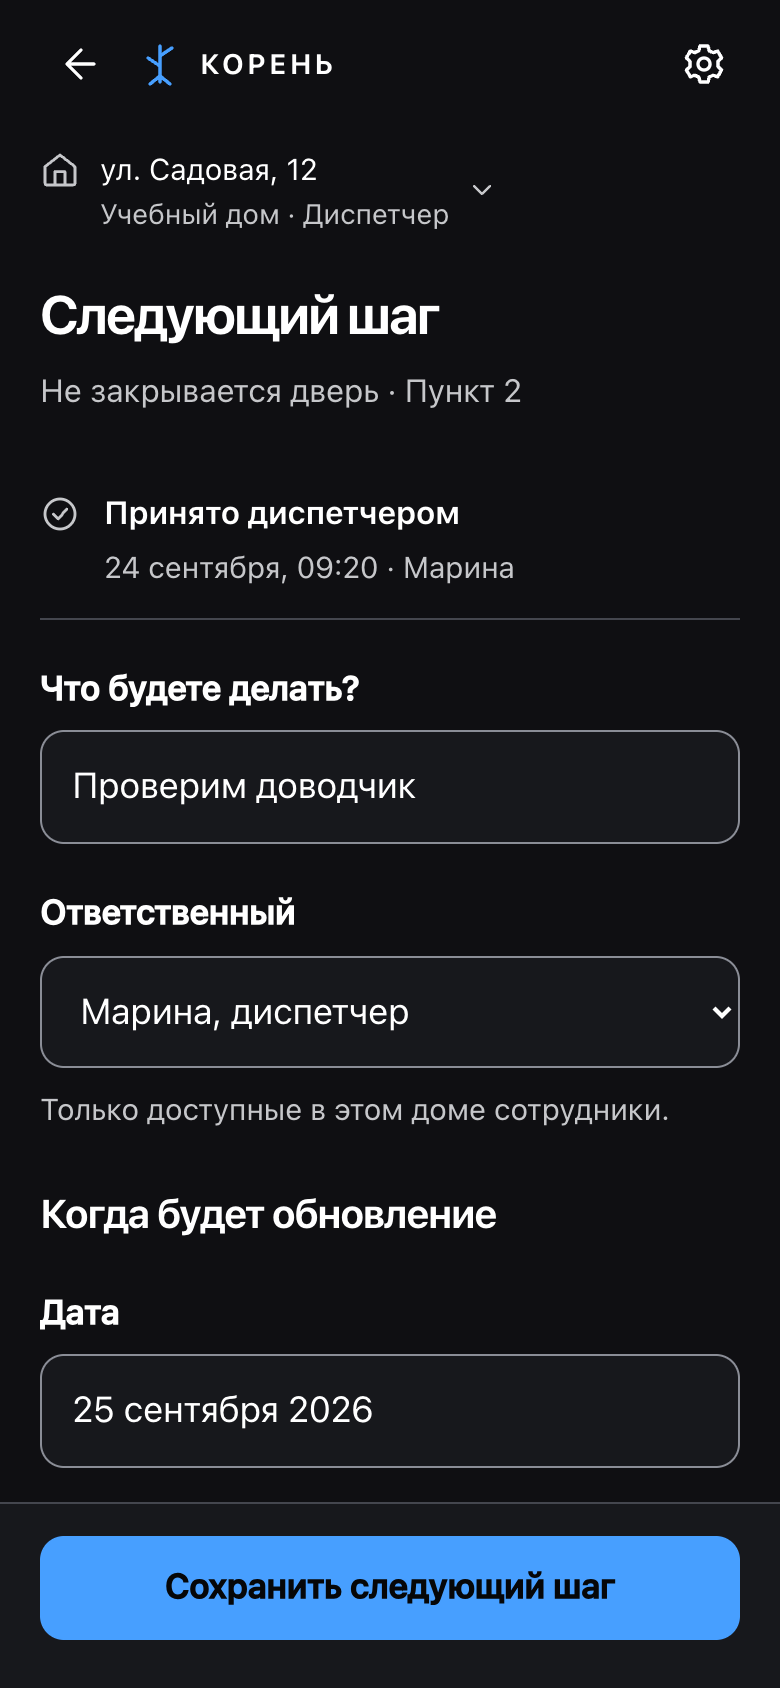 КОРЕНЬ
ул. Садовая, 12
Учебный дом · Диспетчер
Следующий шаг
Не закрывается дверь · Пункт 2
Принято диспетчером
24 сентября, 09:20 · Марина
Что будете делать?
Проверим доводчик
Ответственный
Марина, диспетчер
Только доступные в этом доме сотрудники.
Когда будет обновление
Дата
25 сентября 2026
Сохранить следующий шаг